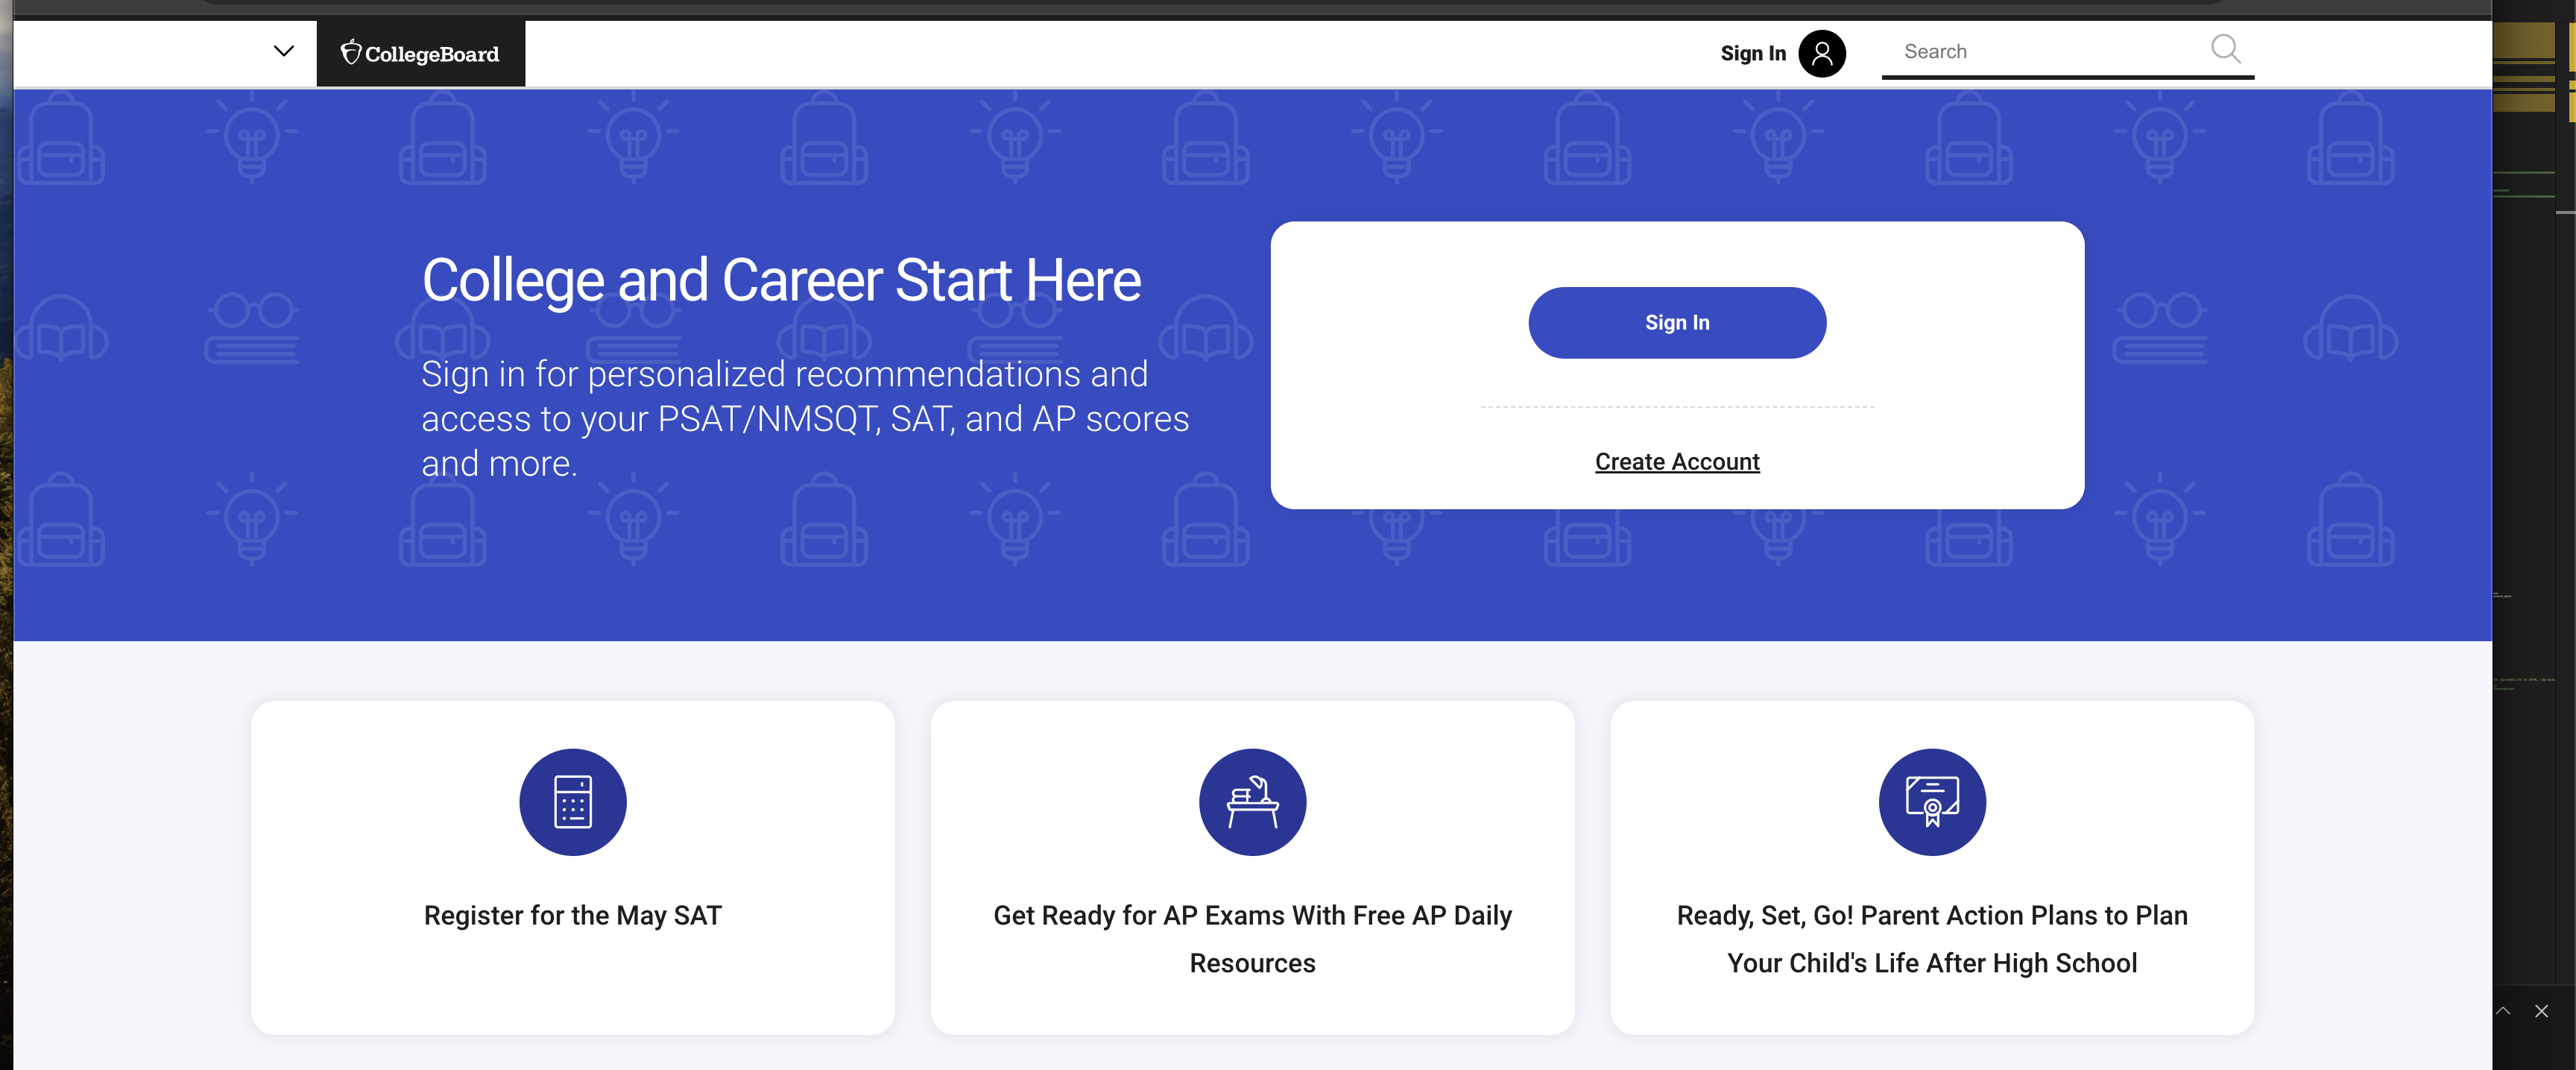 CollegeBoard
Sign In
Search
College and Career Start Here
Sign in for personalized recommendations and
access to your PSAT/NMSQT, SAT, and AP scores
and more.
Sign In
Create Account
Register for the May SAT
Get Ready for AP Exams With Free AP Daily
Resources
Ready, Set, Go! Parent Action Plans to Plan
Your Child's Life After High School